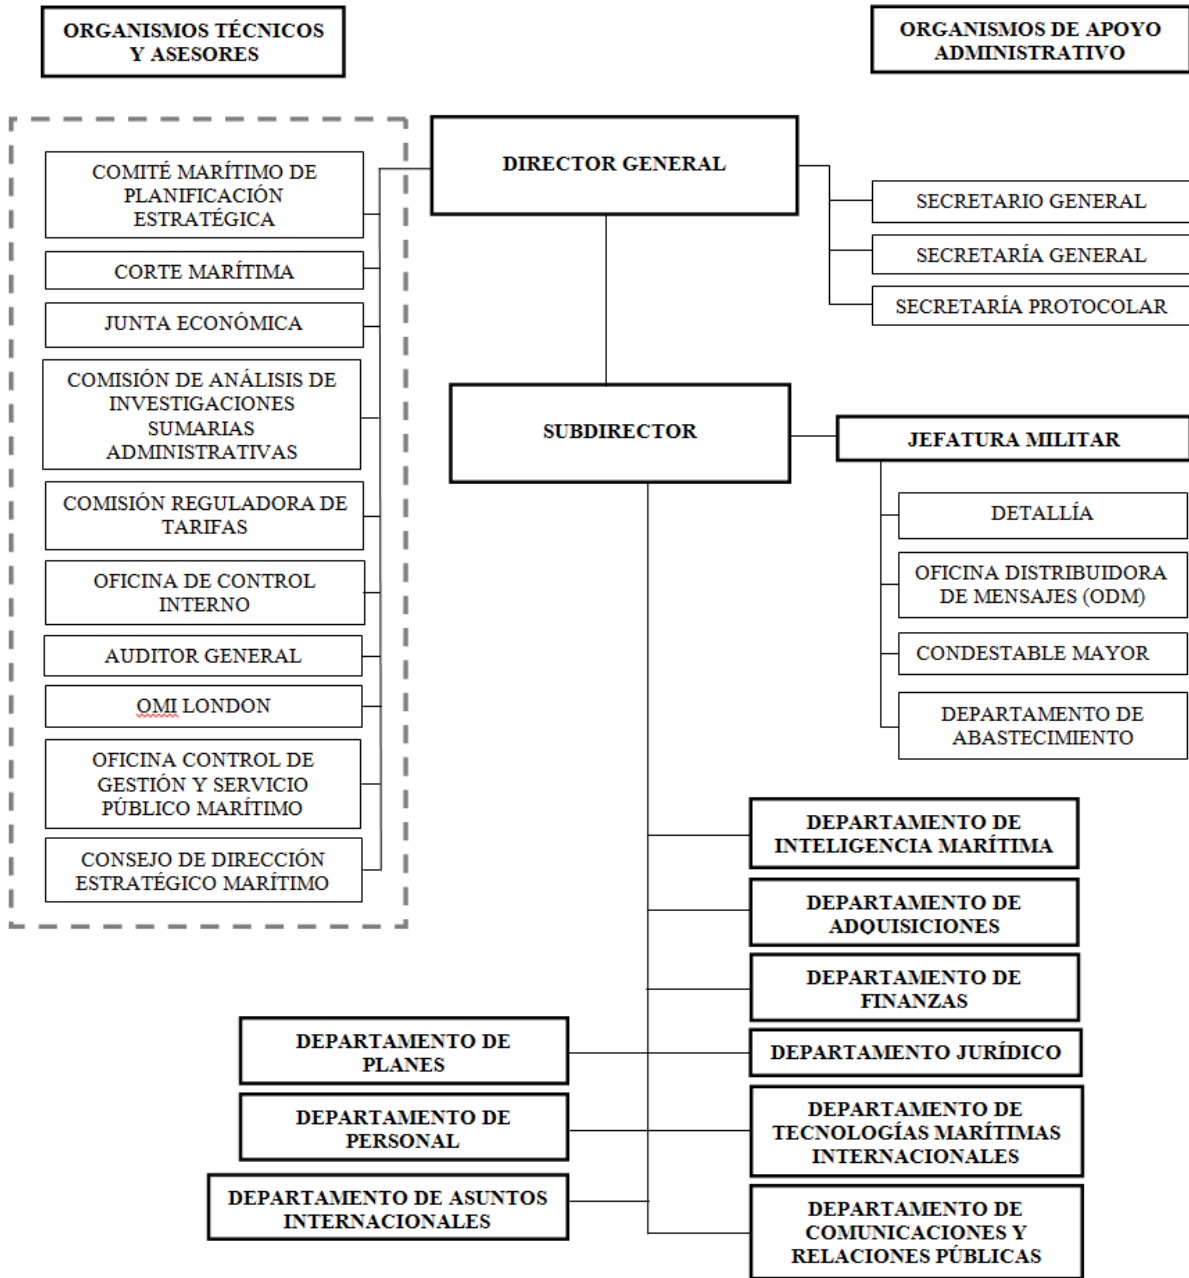 ORGANISMOS TÉCNICOS
Y ASESORES
ORGANISMOS DE APOYO
ADMINISTRATIVO
DIRECTOR GENERAL
COMITÉ MARÍTIMO DE
PLANIFICACIÓN
ESTRATÉGICA
CORTE MARÍTIMA
JUNTA ECONÓMICA
COMISIÓN DE ANÁLISIS DE
INVESTIGACIONES
SUMARIAS
ADMINISTRATIVAS
COMISIÓN REGULADORA DE
TARIFAS
OFICINA DE CONTROL
INTERNO
AUDITOR GENERAL
OMI LONDON
OFICINA CONTROL DE
GESTIÓN Y SERVICIO
PÚBLICO MARÍTIMO
CONSEJO DE DIRECCIÓN
ESTRATÉGICO MARÍTIMO
SECRETARIO GENERAL
SECRETARÍA GENERAL
SECRETARÍA PROTOCOLAR
SUBDIRECTOR
JEFATURA MILITAR
DETALLÍA
OFICINA DISTRIBUIDORA
DE MENSAJES (ODM)
CONDESTABLE MAYOR
DEPARTAMENTO DE
ABASTECIMIENTO
DEPARTAMENTO DE
INTELIGENCIA MARÍTIMA
DEPARTAMENTO DE
ADQUISICIONES
DEPARTAMENTO DE
FINANZAS
DEPARTAMENTO DE
PLANES
DEPARTAMENTO JURÍDICO
DEPARTAMENTO DE
PERSONAL
DEPARTAMENTO DE
TECNOLOGÍAS MARÍTIMAS
INTERNACIONALES
DEPARTAMENTO DE ASUNTOS
INTERNACIONALES
DEPARTAMENTO DE
COMUNICACIONES Y
RELACIONES PÚBLICAS